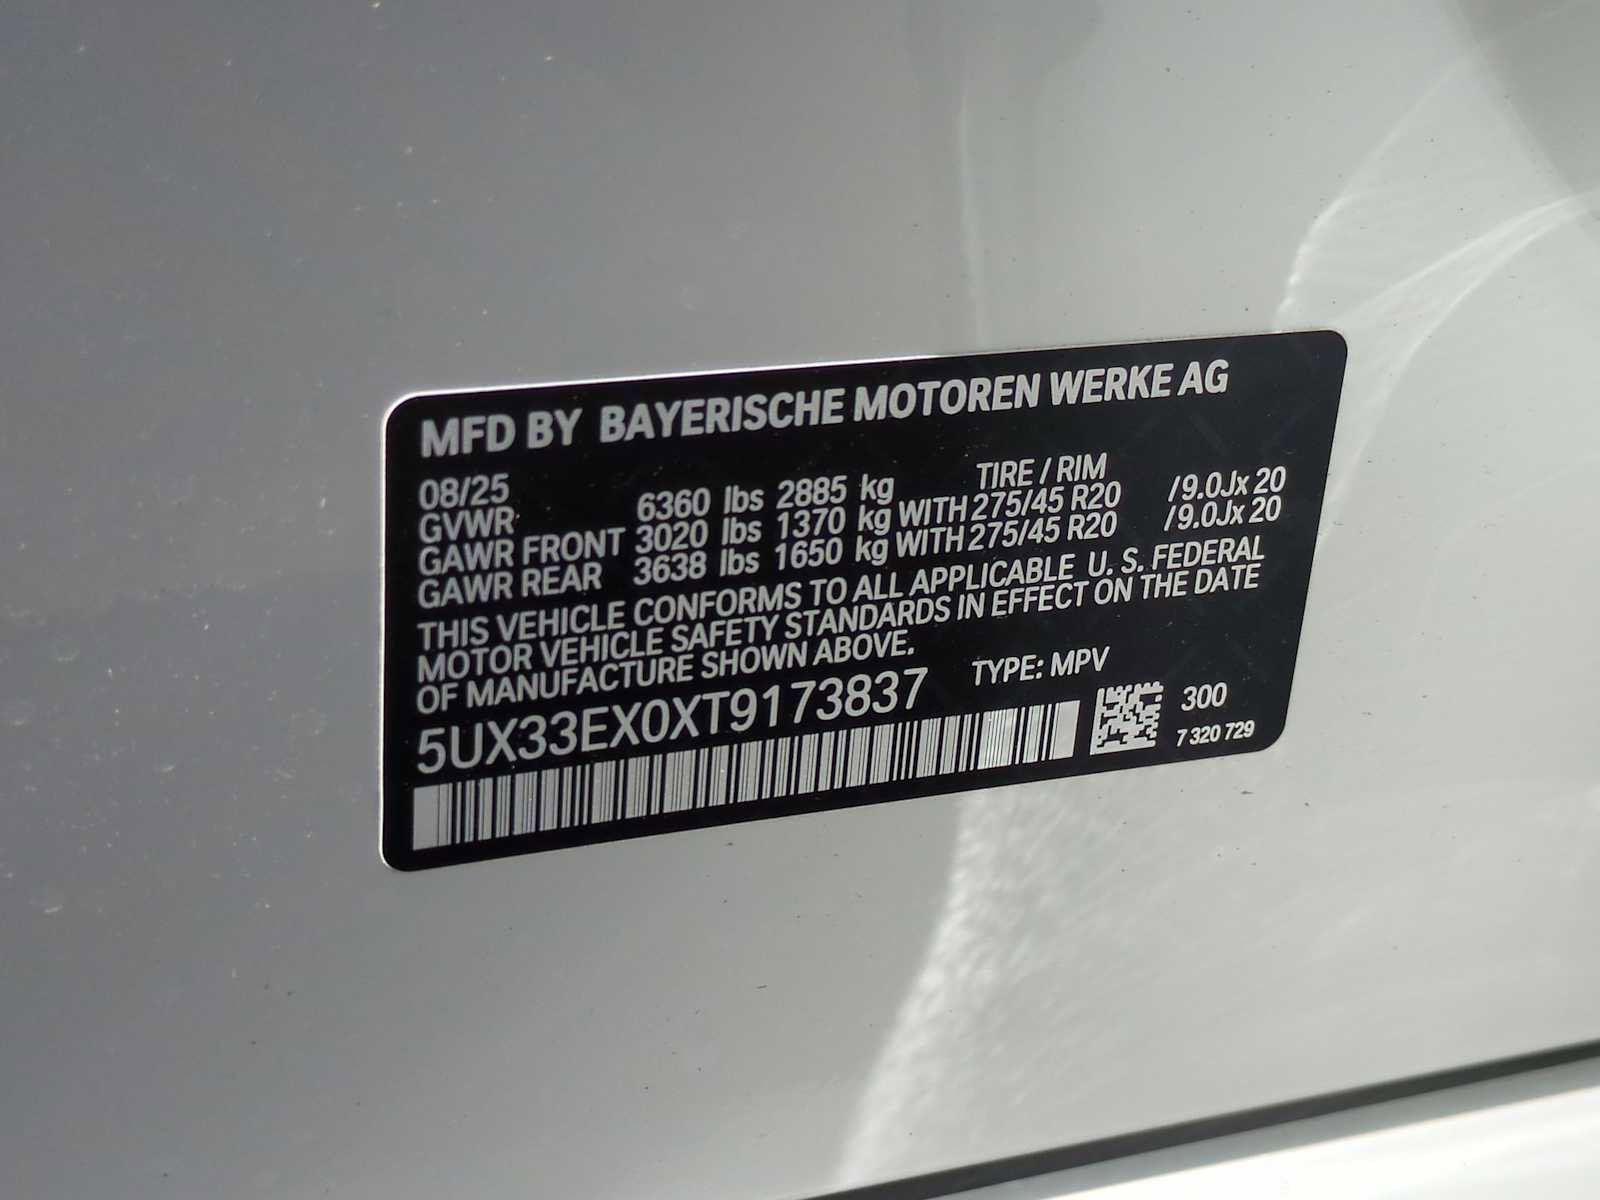 MFD BY BAYERISCHE MOTOREN WERKE AG
08/25 TIRE / RIM
GVWR 6360 lbs 2885 kg
GAWR FRONT 3020 lbs 1370 kg WITH 275/45 R20 / 9.0Jx 20
GAWR REAR 3638 lbs 1650 kg WITH 275/45 R20 / 9.0Jx 20
THIS VEHICLE CONFORMS TO ALL APPLICABLE U. S. FEDERAL
MOTOR VEHICLE SAFETY STANDARDS IN EFFECT ON THE DATE
OF MANUFACTURE SHOWN ABOVE.
5UX33EX0XT9173837 TYPE: MPV
300
7 320 729